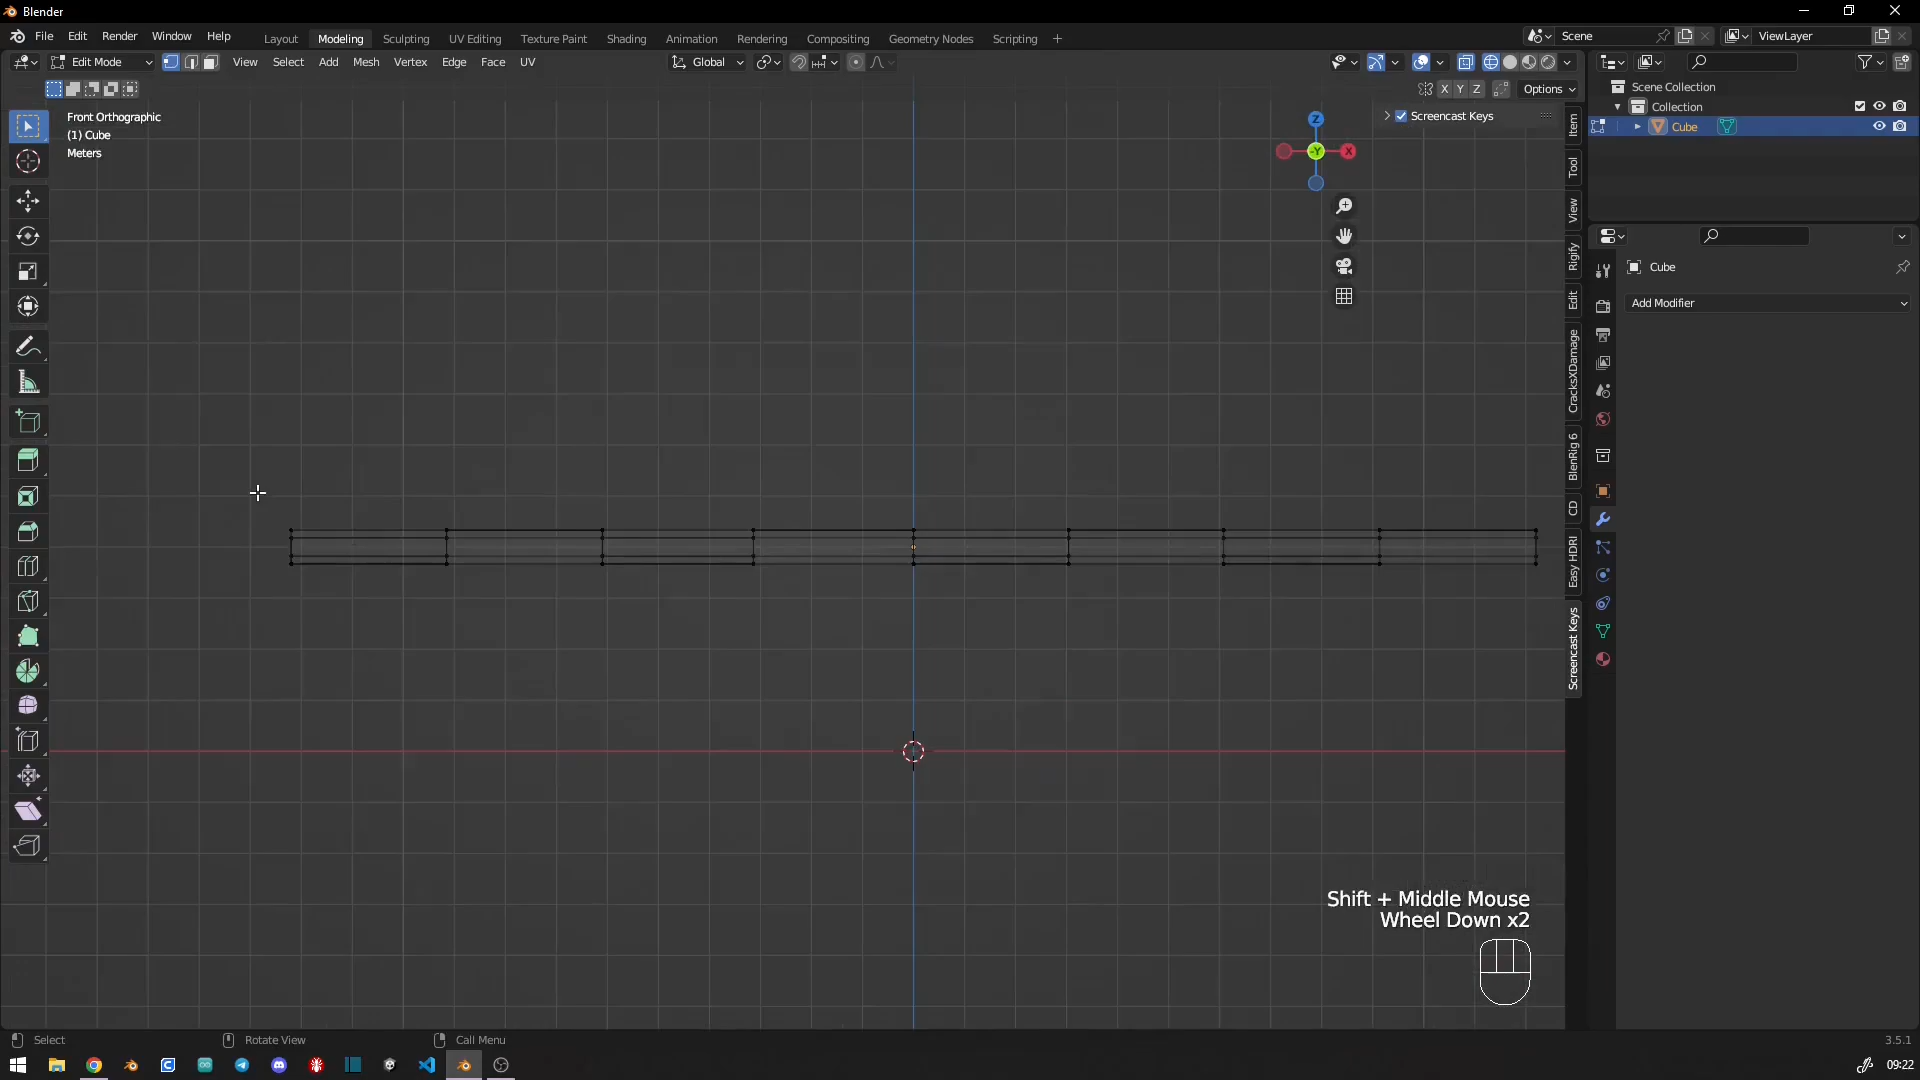 Blender
File Edit Render Window Help
Layout Modeling Sculpting UV Editing Texture Paint Shading Animation Rendering Compositing Geometry Nodes Scripting +
Scene
ViewLayer
Edit Mode View Select Add Mesh Vertex Edge Face UV
Global
X Y Z Options
Front Orthographic
(1) Cube
Meters
Screencast Keys
Z
-Y
X
Item
Tool
View
Rigify
Edit
CracksXDamage
BlenRig 6
CD
Easy HDRI
Screencast Keys
Scene Collection
Collection
Cube
Cube
Add Modifier
Shift + Middle Mouse
Wheel Down x2
Select
Rotate View
Call Menu
3.5.1
09:22